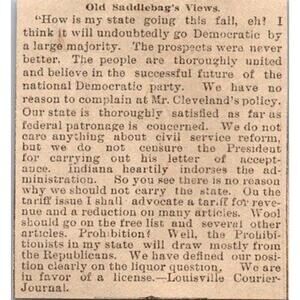 Old Saddlebag's Views.
"How is my state going this fall, eh? I
think it will undoubtedly go Democratic by
a large majority. The prospects were never
better. The people are thoroughly united
and believe in the successful future of the
national Democratic party. We have no
reason to complain at Mr. Cleveland's policy.
Our state is thoroughly satisfied as far as
federal patronage is concerned. We do not
care anything about civil service reform,
but we do not censure the President
for carrying out his letter of accept-
ance. Indiana heartily indorses the ad-
ministration. So you see there is no reason
why we should not carry the state. On the
tariff issue I shall advocate a tariff for reve-
nue and a reduction on many articles. Wool
should go on the free list and several other
articles. Prohibition? Well, the Prohibi-
tionists in my state will draw mostly from
the Republicans. We have defined our posi-
tion clearly on the liquor question. We are
in favor of a license.—Louisville Courier-
Journal.